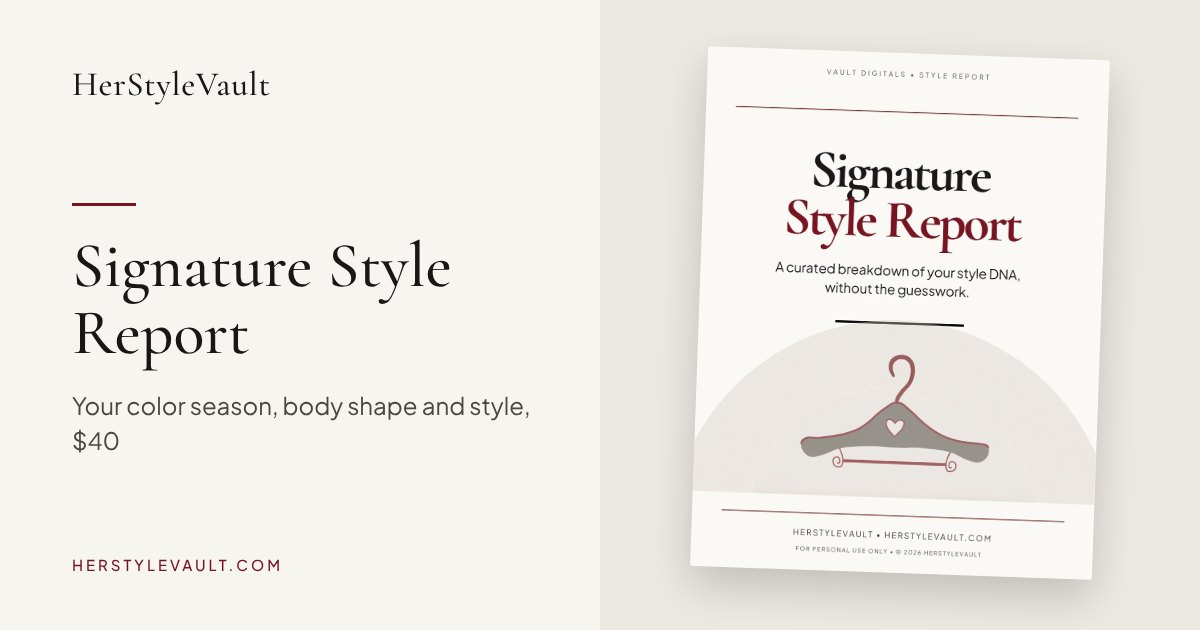 HerStyleVault
Signature Style
Report
Your color season, body shape and style,
$40
HERSTYLEVAULT.COM
VAULT DIGITALS • STYLE REPORT
Signature
Style Report
A curated breakdown of your style DNA,
without the guesswork.
HERSTYLEVAULT • HERSTYLEVAULT.COM
FOR PERSONAL USE ONLY • © 2026 HERSTYLEVAULT